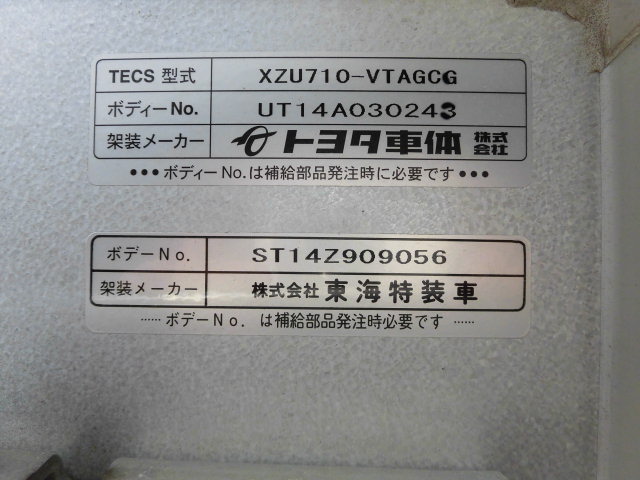 TECS 型式 XZU710-VTAGCG
ボディーNo. UT14A030243
架装メーカー トヨタ車体 株式会社
•••ボディーNo.は補給部品発注時に必要です•••
ボデーNo. ST14Z909056
架装メーカー 株式会社 東海特装車
……ボデーNo. は補給部品発注時必要です……